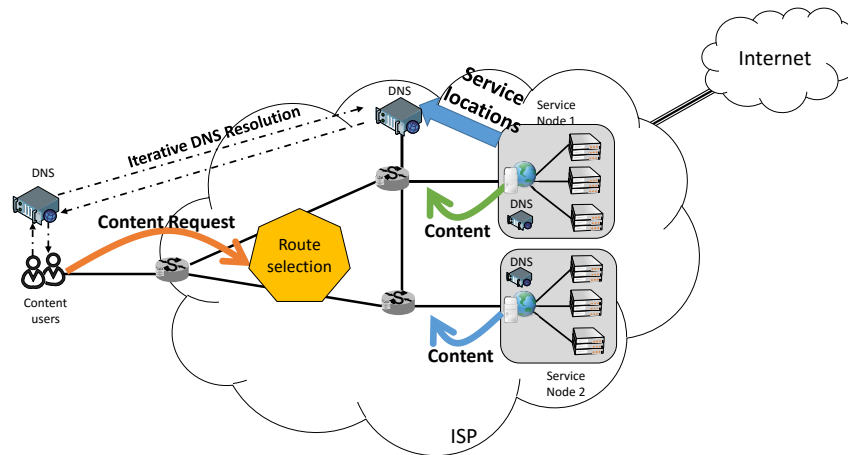 Internet
DNS
Service
locations
Service
Node 1
Iterative DNS Resolution
DNS
DNS
Content Request
Content
Route
selection
DNS
Content
users
Content
Service
Node 2
ISP